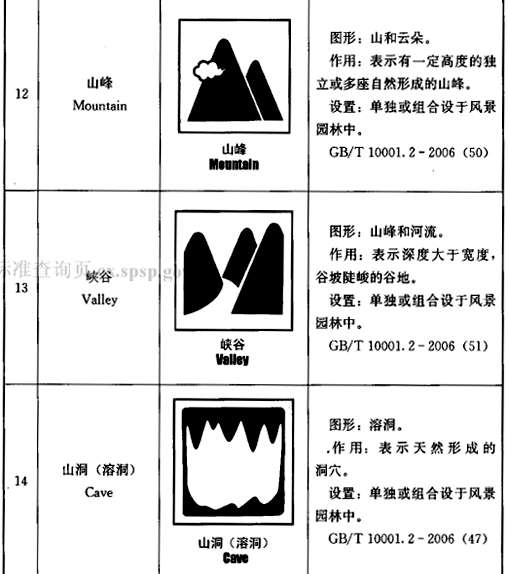 12
山峰
Mountain
山峰
Mountain
图形：山和云朵。
作用：表示有一定高度的独
立或多座自然形成的山峰。
设置：单独或组合设于风景
园林中。
GB/T 10001.2-2006（50）
标准查询页 cx.spsp.gov
13
峡谷
Valley
峡谷
Valley
图形：山峰和河流。
作用：表示深度大于宽度，
谷坡陡峻的谷地。
设置：单独或组合设于风景
园林中。
GB/T 10001.2-2006（51）
14
山洞（溶洞）
Cave
山洞（溶洞）
Cave
图形：溶洞。
作用：表示天然形成的
洞穴。
设置：单独或组合设于风景
园林中。
GB/T 10001.2-2006（47）